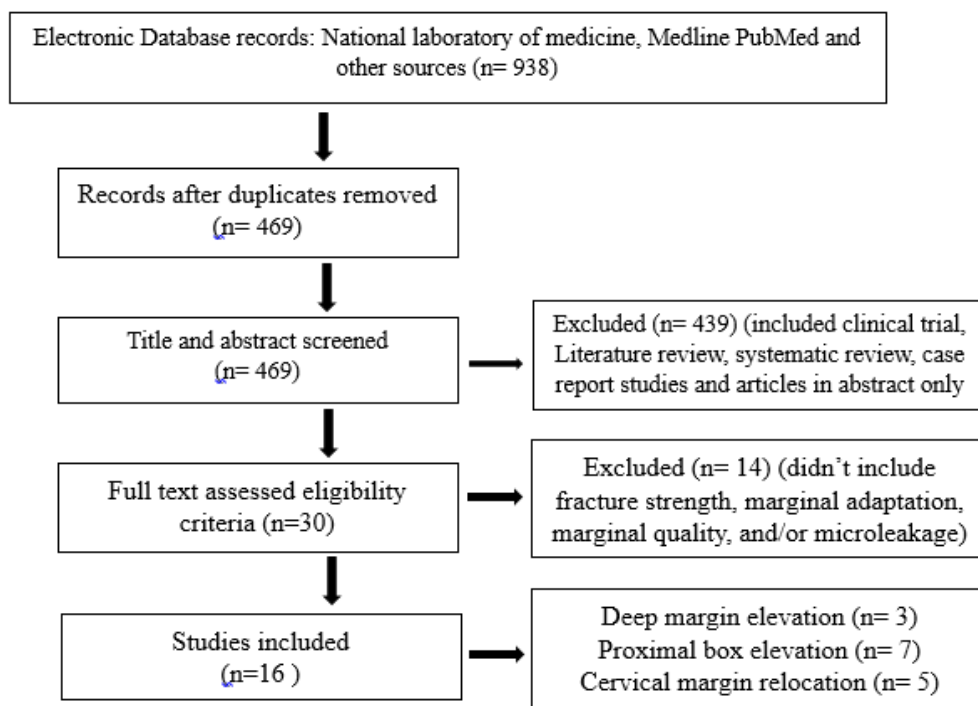 Electronic Database records: National laboratory of medicine, Medline PubMed and
other sources (n= 938)
Records after duplicates removed
(n= 469)
Title and abstract screened
(n= 469)
Excluded (n= 439) (included clinical trial,
Literature review, systematic review, case
report studies and articles in abstract only
Full text assessed eligibility
criteria (n=30)
Excluded (n= 14) (didn’t include
fracture strength, marginal adaptation,
marginal quality, and/or microleakage)
Studies included
(n=16 )
Deep margin elevation (n= 3)
Proximal box elevation (n= 7)
Cervical margin relocation (n= 5)